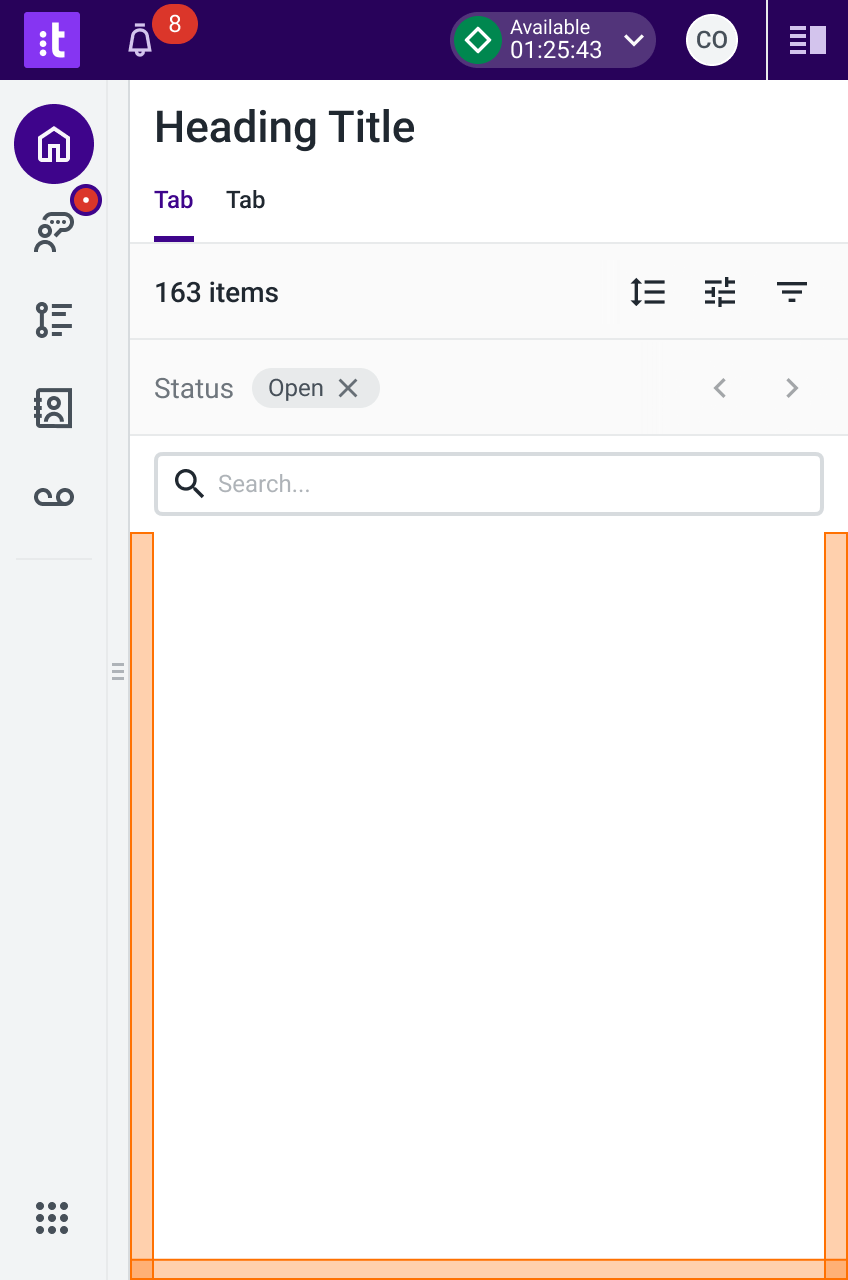 :t
8
Available
01:25:43
CO
Heading Title
Tab Tab
163 items
Status Open
Search...